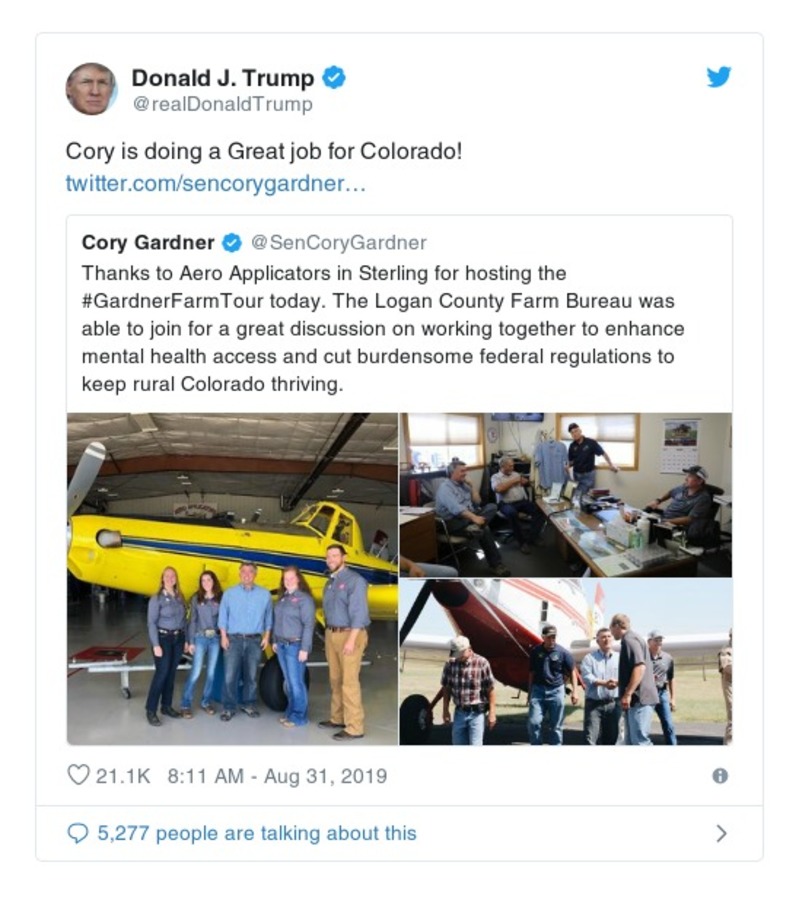 Donald J. Trump
@realDonaldTrump
Cory is doing a Great job for Colorado!
twitter.com/sencorygardner…
Cory Gardner @SenCoryGardner
Thanks to Aero Applicators in Sterling for hosting the
#GardnerFarmTour today. The Logan County Farm Bureau was
able to join for a great discussion on working together to enhance
mental health access and cut burdensome federal regulations to
keep rural Colorado thriving.
21.1K 8:11 AM - Aug 31, 2019
5,277 people are talking about this